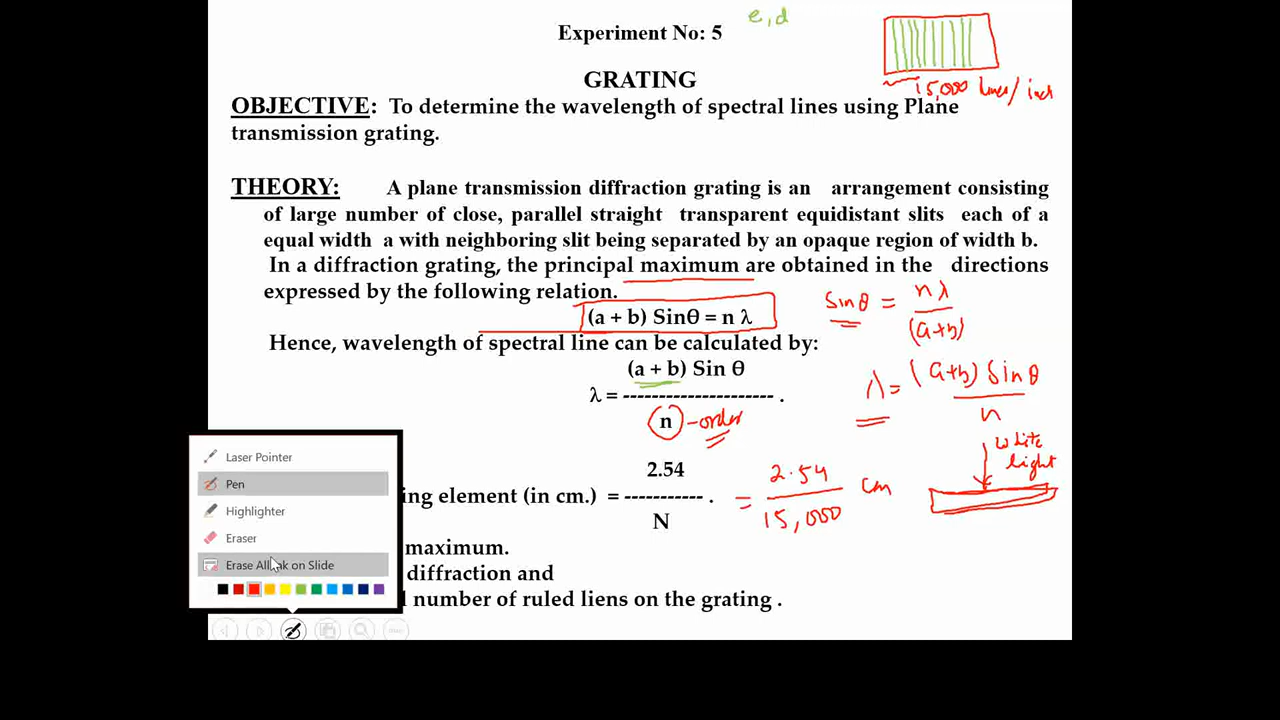 e, d
Experiment No: 5
GRATING
15,000 lines/inch
OBJECTIVE: To determine the wavelength of spectral lines using Plane
transmission grating.
THEORY: A plane transmission diffraction grating is an arrangement consisting
of large number of close, parallel straight transparent equidistant slits each of a
equal width a with neighboring slit being separated by an opaque region of width b.
In a diffraction grating, the principal maximum are obtained in the directions
expressed by the following relation.
(a + b) Sinθ = n λ
Sinθ = nλ
(a+b)
Hence, wavelength of spectral line can be calculated by:
(a + b) Sin θ
λ = ---------------------- .
n - order
λ = (a+b) Sinθ
n
white
light
2.54
ing element (in cm.) = ----------- .
N
= 2.54 cm
15,000
maximum.
diffraction and
l number of ruled liens on the grating .
Laser Pointer
Pen
Highlighter
Eraser
Erase All Ink on Slide